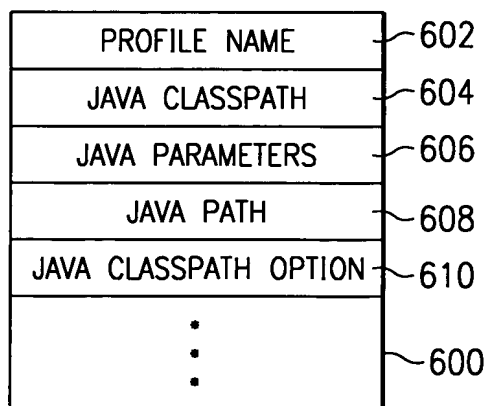 PROFILE NAME 602
JAVA CLASSPATH 604
JAVA PARAMETERS 606
JAVA PATH 608
JAVA CLASSPATH OPTION 610
600